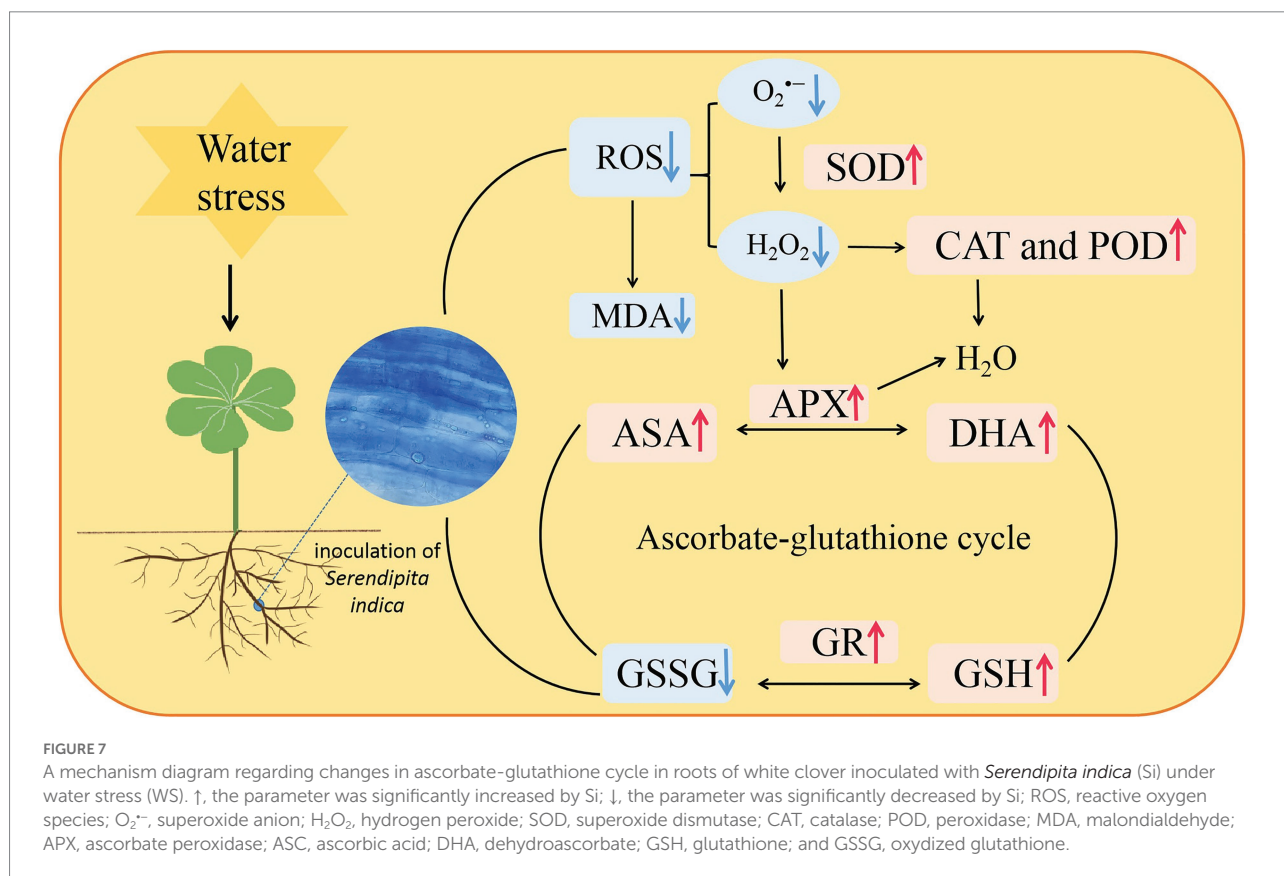 Water
stress
inoculation of
Serendipita
indica
ROS↓
O₂•−↓
SOD↑
H₂O₂↓
CAT and POD↑
MDA↓
H₂O
APX↑
ASA↑
DHA↑
Ascorbate-glutathione cycle
GR↑
GSSG↓
GSH↑
FIGURE 7
A mechanism diagram regarding changes in ascorbate-glutathione cycle in roots of white clover inoculated with Serendipita indica (Si) under
water stress (WS). ↑, the parameter was significantly increased by Si; ↓, the parameter was significantly decreased by Si; ROS, reactive oxygen
species; O₂•−, superoxide anion; H₂O₂, hydrogen peroxide; SOD, superoxide dismutase; CAT, catalase; POD, peroxidase; MDA, malondialdehyde;
APX, ascorbate peroxidase; ASC, ascorbic acid; DHA, dehydroascorbate; GSH, glutathione; and GSSG, oxydized glutathione.